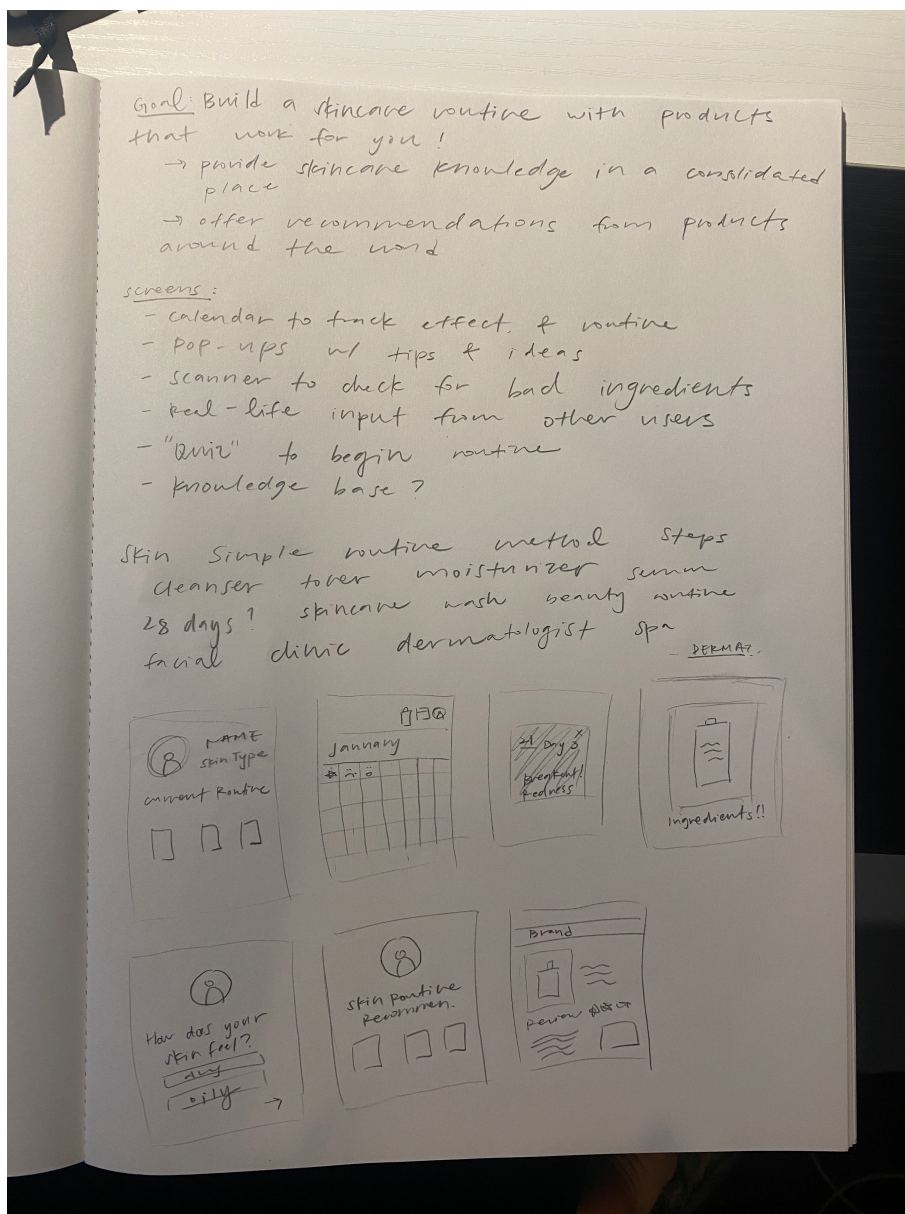 Goal: Build a skincare routine with products
that work for you!
→ provide skincare knowledge in a consolidated
place
→ offer recommendations from products
around the world
screens:
- calendar to track effect & routine
- pop-ups w/ tips & ideas
- scanner to check for bad ingredients
- Real-life input from other users
- "Quiz" to begin routine
- knowledge base?
Skin Simple routine method steps
cleanser toner moisturizer serum
28 days? skincare wash beauty routine
facial clinic dermatologist spa
DERMA?
NAME
Skin Type
current Routine
January
21 Day 3 x
Breakout!
Redness
Ingredients!!
How does your
skin feel?
dry
oily
→
Skin Routine
Recommen.
Brand
Review